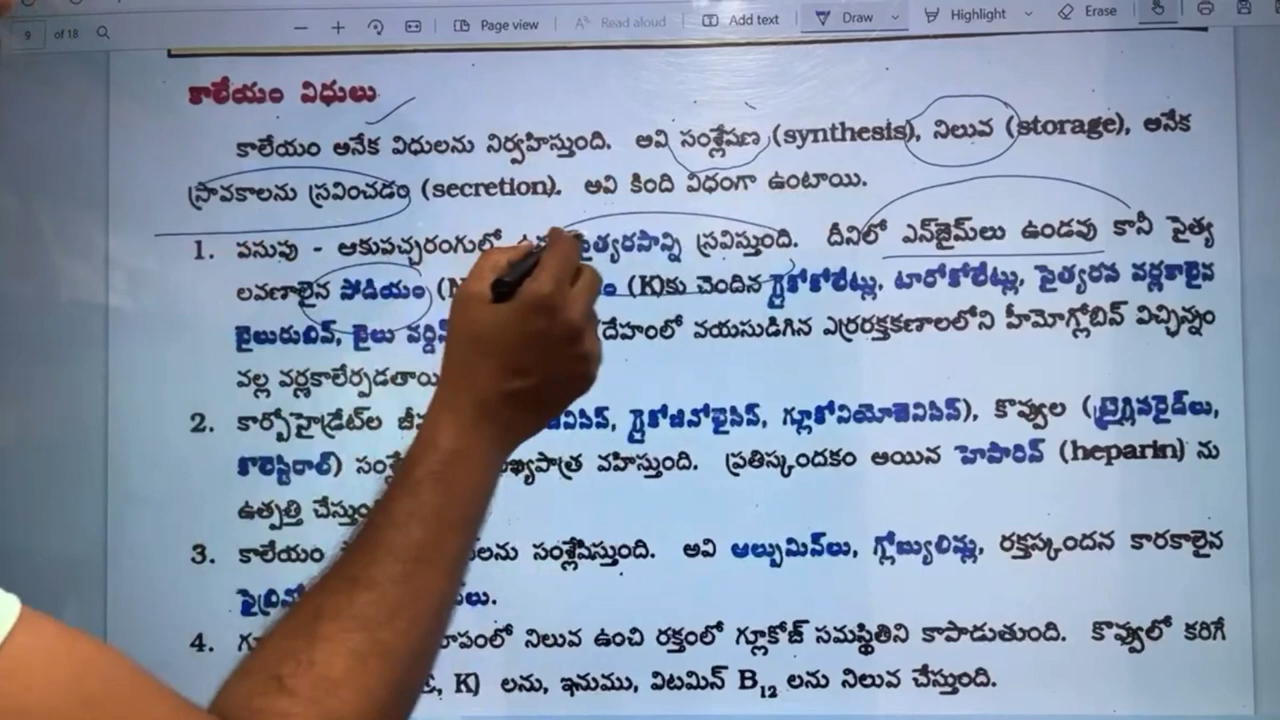 9 of 18 Page view Read aloud Add text Draw Highlight Erase
కాలేయం విధులు
కాలేయం అనేక విధులను నిర్వహిస్తుంది. అవి సంశ్లేషణ (synthesis), నిలువ (storage), అనేక
స్రావకాలను స్రవించడం (secretion). అవి కింది విధంగా ఉంటాయి.
1. పసుపు - ఆకుపచ్చరంగులో పైత్యరసాన్ని స్రవిస్తుంది. దీనిలో ఎన్‌జైమ్‌లు ఉండవు కానీ పైత్య
లవణాలైన సోడియం (K)కు చెందిన గ్లైకోకోలేట్లు, టారోకోలేట్లు, పైత్యరస వర్ణకాలైన
బైలురుబిన్, బైలు దేహంలో వయసుడిగిన ఎర్రరక్తకణాలలోని హీమోగ్లోబిన్ విచ్ఛిన్నం
వల్ల వర్ణకాలేర్పడతాయి
2. కార్బోహైడ్రేట్‌ల గ్లైకోజినోలైసిస్, గ్లూకోనియోజెనిసిస్), కొవ్వుల (ట్రైగ్లిసరైడ్‌లు,
కొలెస్టిరాల్) వహిస్తుంది. ప్రతిస్కందకం అయిన హెపారిన్ (heparin) ను
ఉత్పత్తి
3. కాలేయం సంశ్లేషిస్తుంది. అవి ఆల్బుమిన్‌లు, గ్లోబ్యులిన్లు, రక్తస్కందన కారకాలైన
4. నిలువ ఉంచి రక్తంలో గ్లూకోజ్ సమస్థితిని కాపాడుతుంది. కొవ్వులో కరిగే
K) లను, ఇనుము, విటమిన్ B12 లను నిలువ చేస్తుంది.